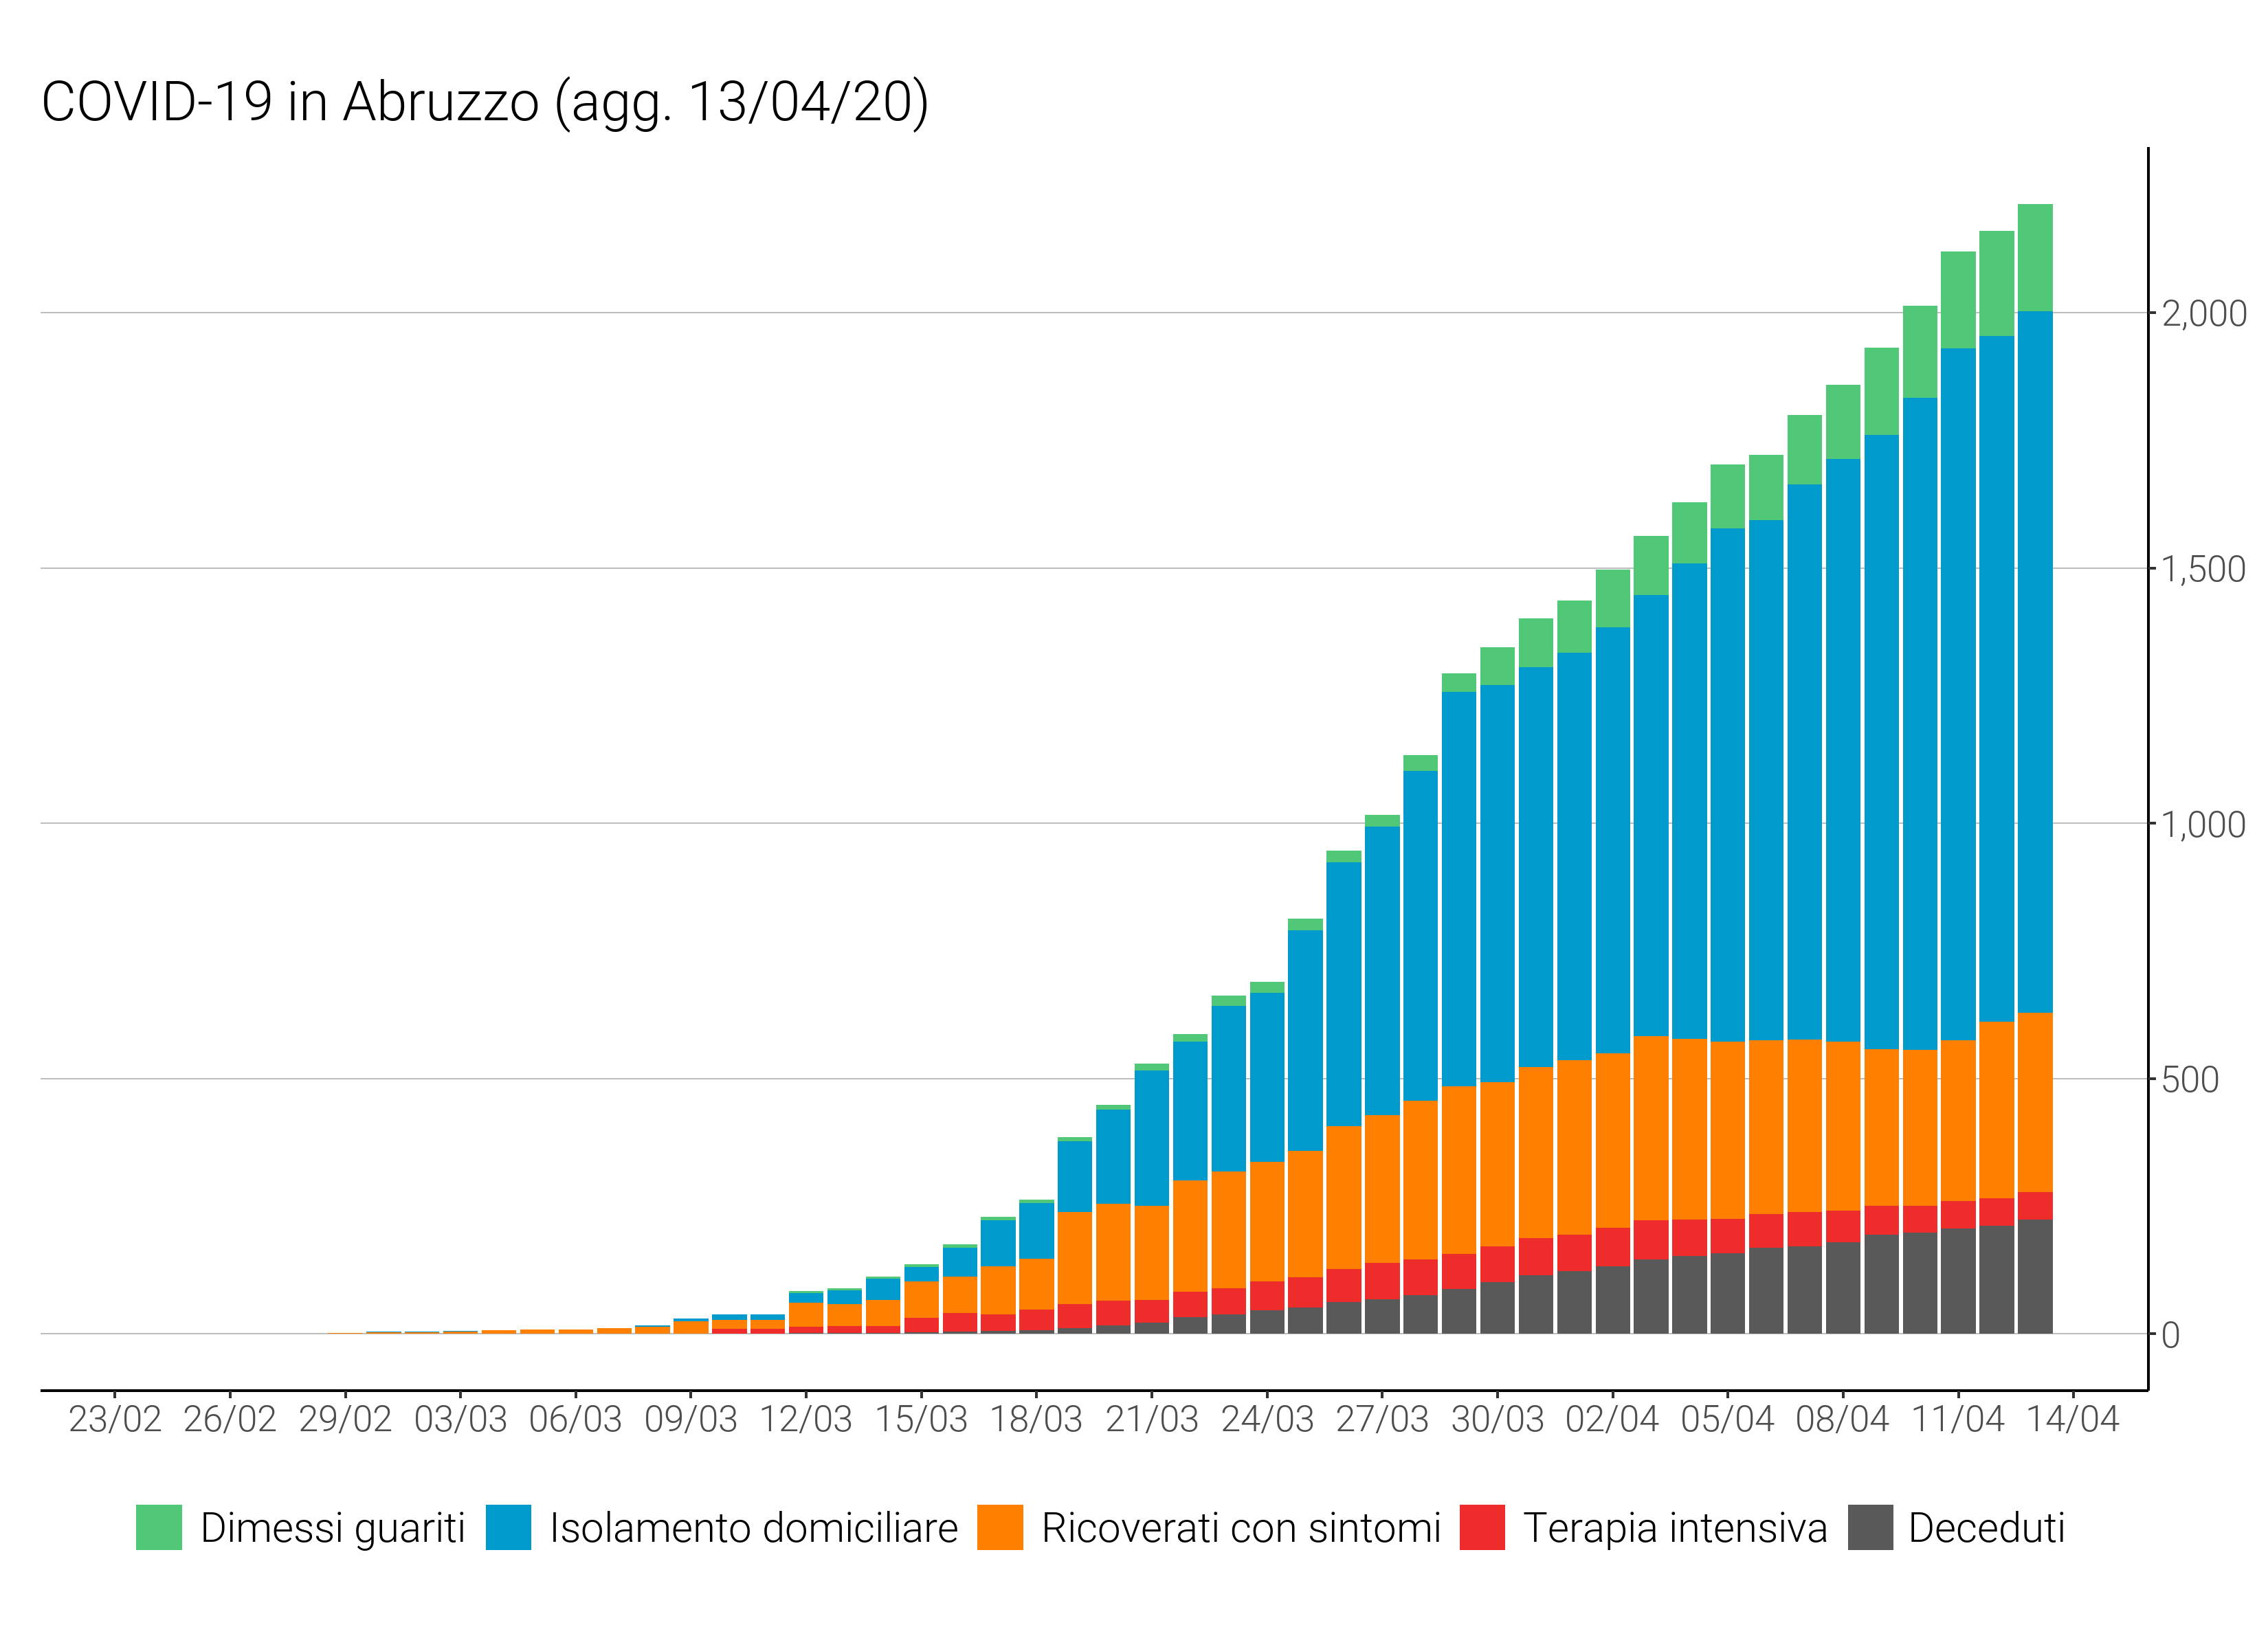 COVID-19 in Abruzzo (agg. 13/04/20)
2,000
1,500
1,000
500
0
23/02 26/02 29/02 03/03 06/03 09/03 12/03 15/03 18/03 21/03 24/03 27/03 30/03 02/04 05/04 08/04 11/04 14/04
Dimessi guariti Isolamento domiciliare Ricoverati con sintomi Terapia intensiva Deceduti